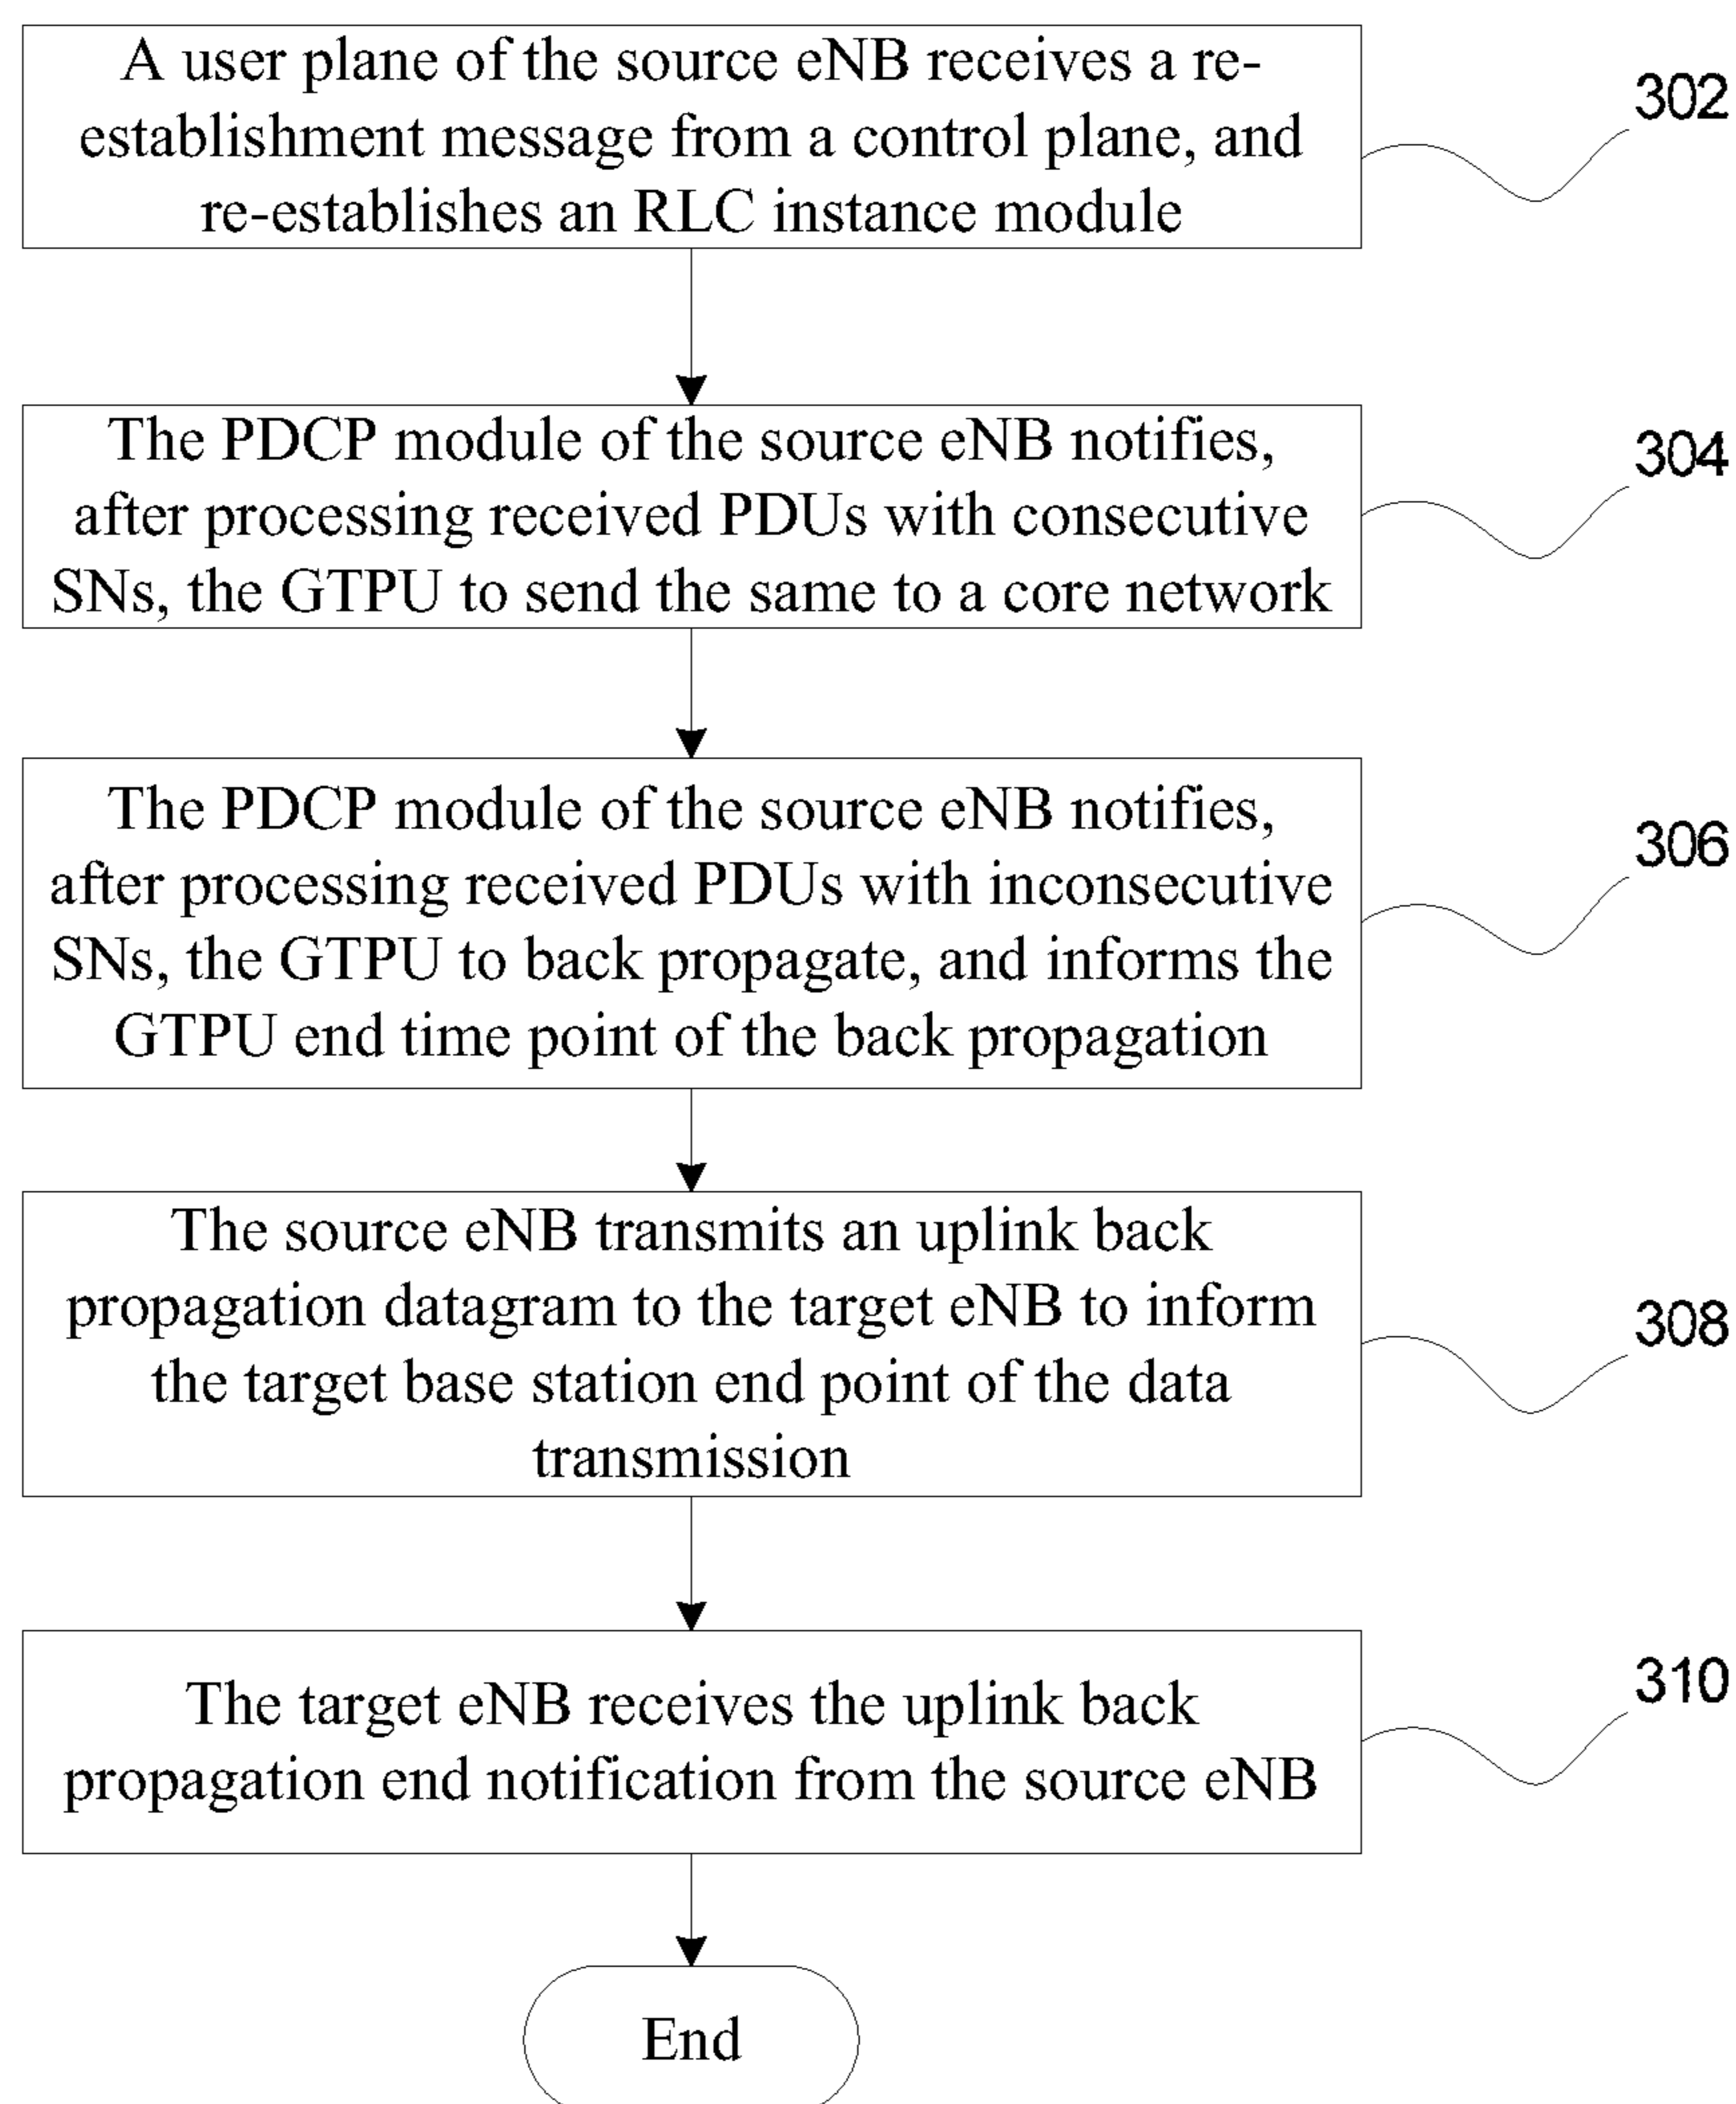 A user plane of the source eNB receives a re-
establishment message from a control plane, and
re-establishes an RLC instance module
302
The PDCP module of the source eNB notifies,
after processing received PDUs with consecutive
SNs, the GTPU to send the same to a core network
304
The PDCP module of the source eNB notifies,
after processing received PDUs with inconsecutive
SNs, the GTPU to back propagate, and informs the
GTPU end time point of the back propagation
306
The source eNB transmits an uplink back
propagation datagram to the target eNB to inform
the target base station end point of the data
transmission
308
The target eNB receives the uplink back
propagation end notification from the source eNB
310
End